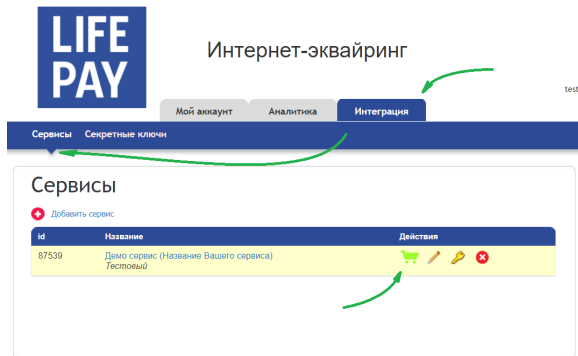 LIFE
PAY
Интернет-эквайринг
test
Мой аккаунт Аналитика Интеграция
Сервисы Секретные ключи
Сервисы
Добавить сервис
id Название Действия
87539 Демо сервис (Название Вашего сервиса)
Тестовый